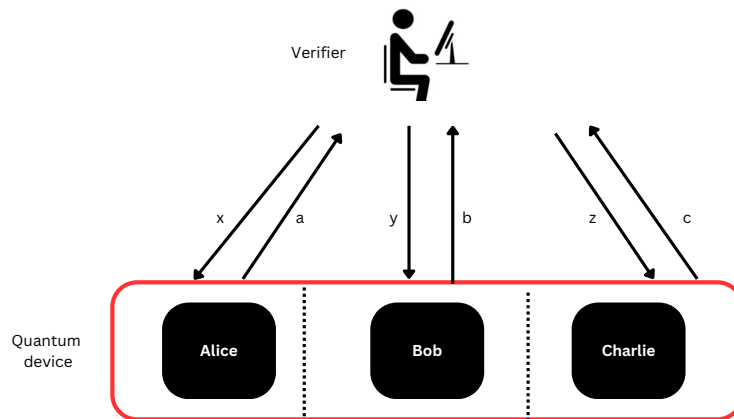 Verifier
x
a
y
b
z
c
Quantum
device
Alice
Bob
Charlie